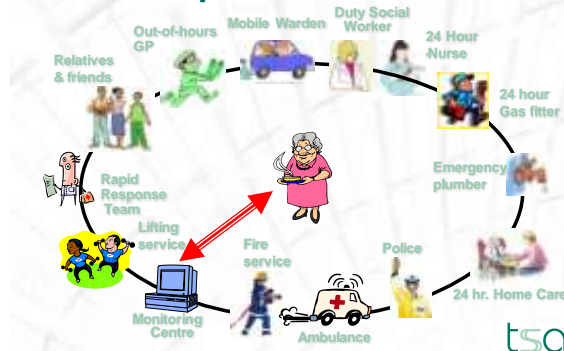 Out-of-hours
GP
Mobile Warden
Duty Social
Worker
24 Hour
Nurse
Relatives
& friends
24 hour
Gas fitter
Emergency
plumber
Rapid
Response
Team
Lifting
service
Fire
service
Police
24 hr. Home Care
Monitoring
Centre
Ambulance